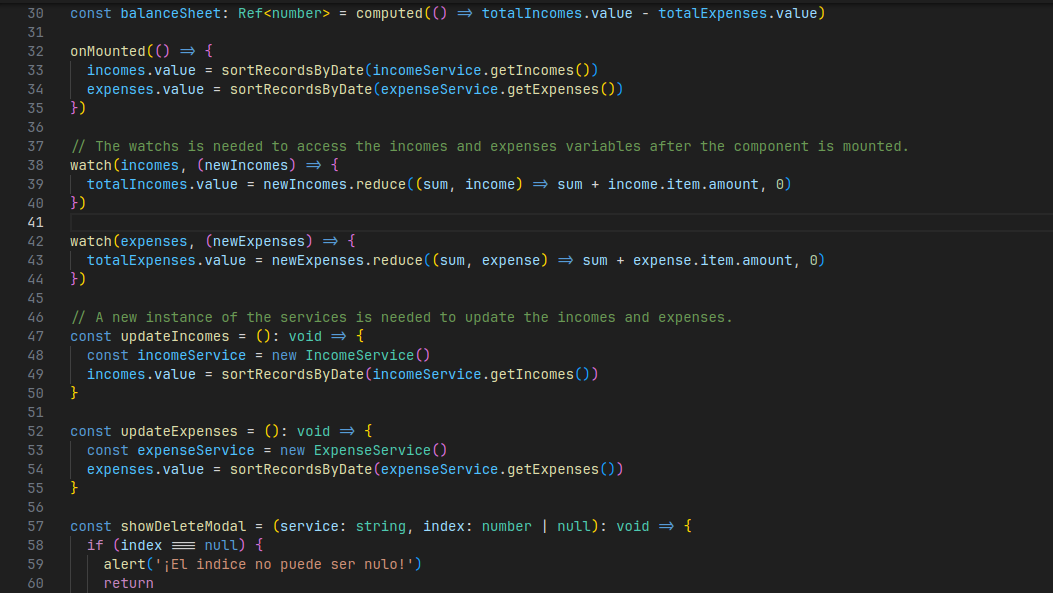 30 const balanceSheet: Ref<number> = computed(() => totalIncomes.value - totalExpenses.value)
31
32 onMounted(() => {
33   incomes.value = sortRecordsByDate(incomeService.getIncomes())
34   expenses.value = sortRecordsByDate(expenseService.getExpenses())
35 })
36
37 // The watchs is needed to access the incomes and expenses variables after the component is mounted.
38 watch(incomes, (newIncomes) => {
39   totalIncomes.value = newIncomes.reduce((sum, income) => sum + income.item.amount, 0)
40 })
41
42 watch(expenses, (newExpenses) => {
43   totalExpenses.value = newExpenses.reduce((sum, expense) => sum + expense.item.amount, 0)
44 })
45
46 // A new instance of the services is needed to update the incomes and expenses.
47 const updateIncomes = (): void => {
48   const incomeService = new IncomeService()
49   incomes.value = sortRecordsByDate(incomeService.getIncomes())
50 }
51
52 const updateExpenses = (): void => {
53   const expenseService = new ExpenseService()
54   expenses.value = sortRecordsByDate(expenseService.getExpenses())
55 }
56
57 const showDeleteModal = (service: string, index: number | null): void => {
58   if (index === null) {
59     alert('¡El indice no puede ser nulo!')
60     return